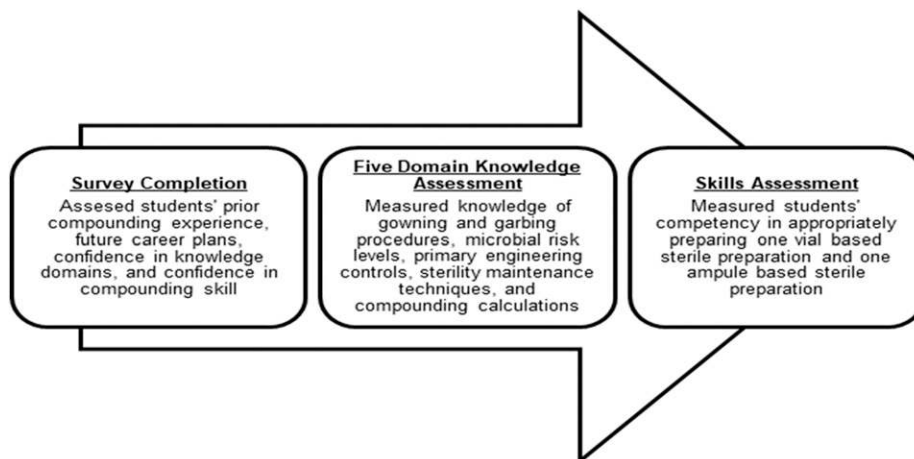 Survey Completion
Assesed students' prior
compounding experience,
future career plans,
confidence in knowledge
domains, and confidence in
compounding skill
Five Domain Knowledge
Assessment
Measured knowledge of
gowning and garbing
procedures, microbial risk
levels, primary engineering
controls, sterility maintenance
techniques, and
compounding calculations
Skills Assessment
Measured students'
competency in appropriately
preparing one vial based
sterile preparation and one
ampule based sterile
preparation